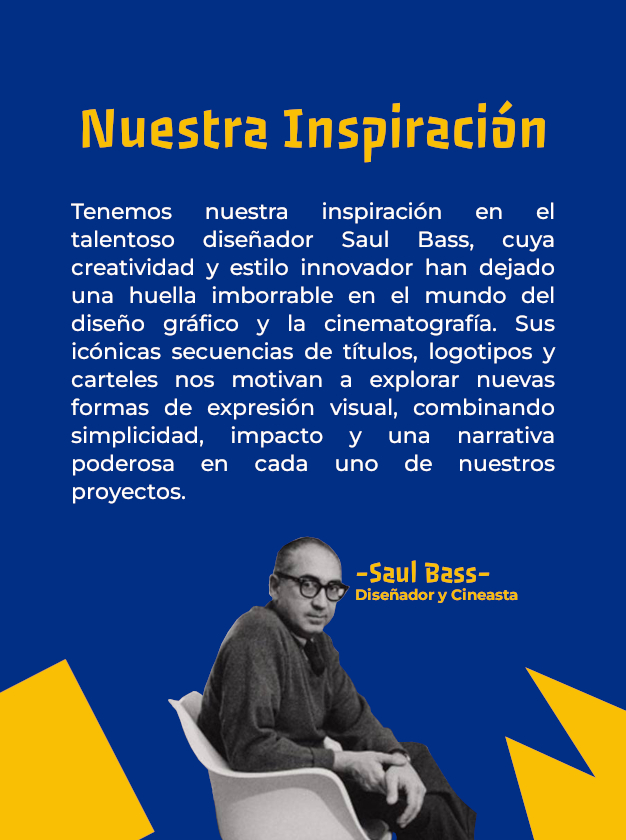 Nuestra Inspiración
Tenemos nuestra inspiración en el
talentoso diseñador Saul Bass, cuya
creatividad y estilo innovador han dejado
una huella imborrable en el mundo del
diseño gráfico y la cinematografía. Sus
icónicas secuencias de títulos, logotipos y
carteles nos motivan a explorar nuevas
formas de expresión visual, combinando
simplicidad, impacto y una narrativa
poderosa en cada uno de nuestros
proyectos.
-Saul Bass-
Diseñador y Cineasta